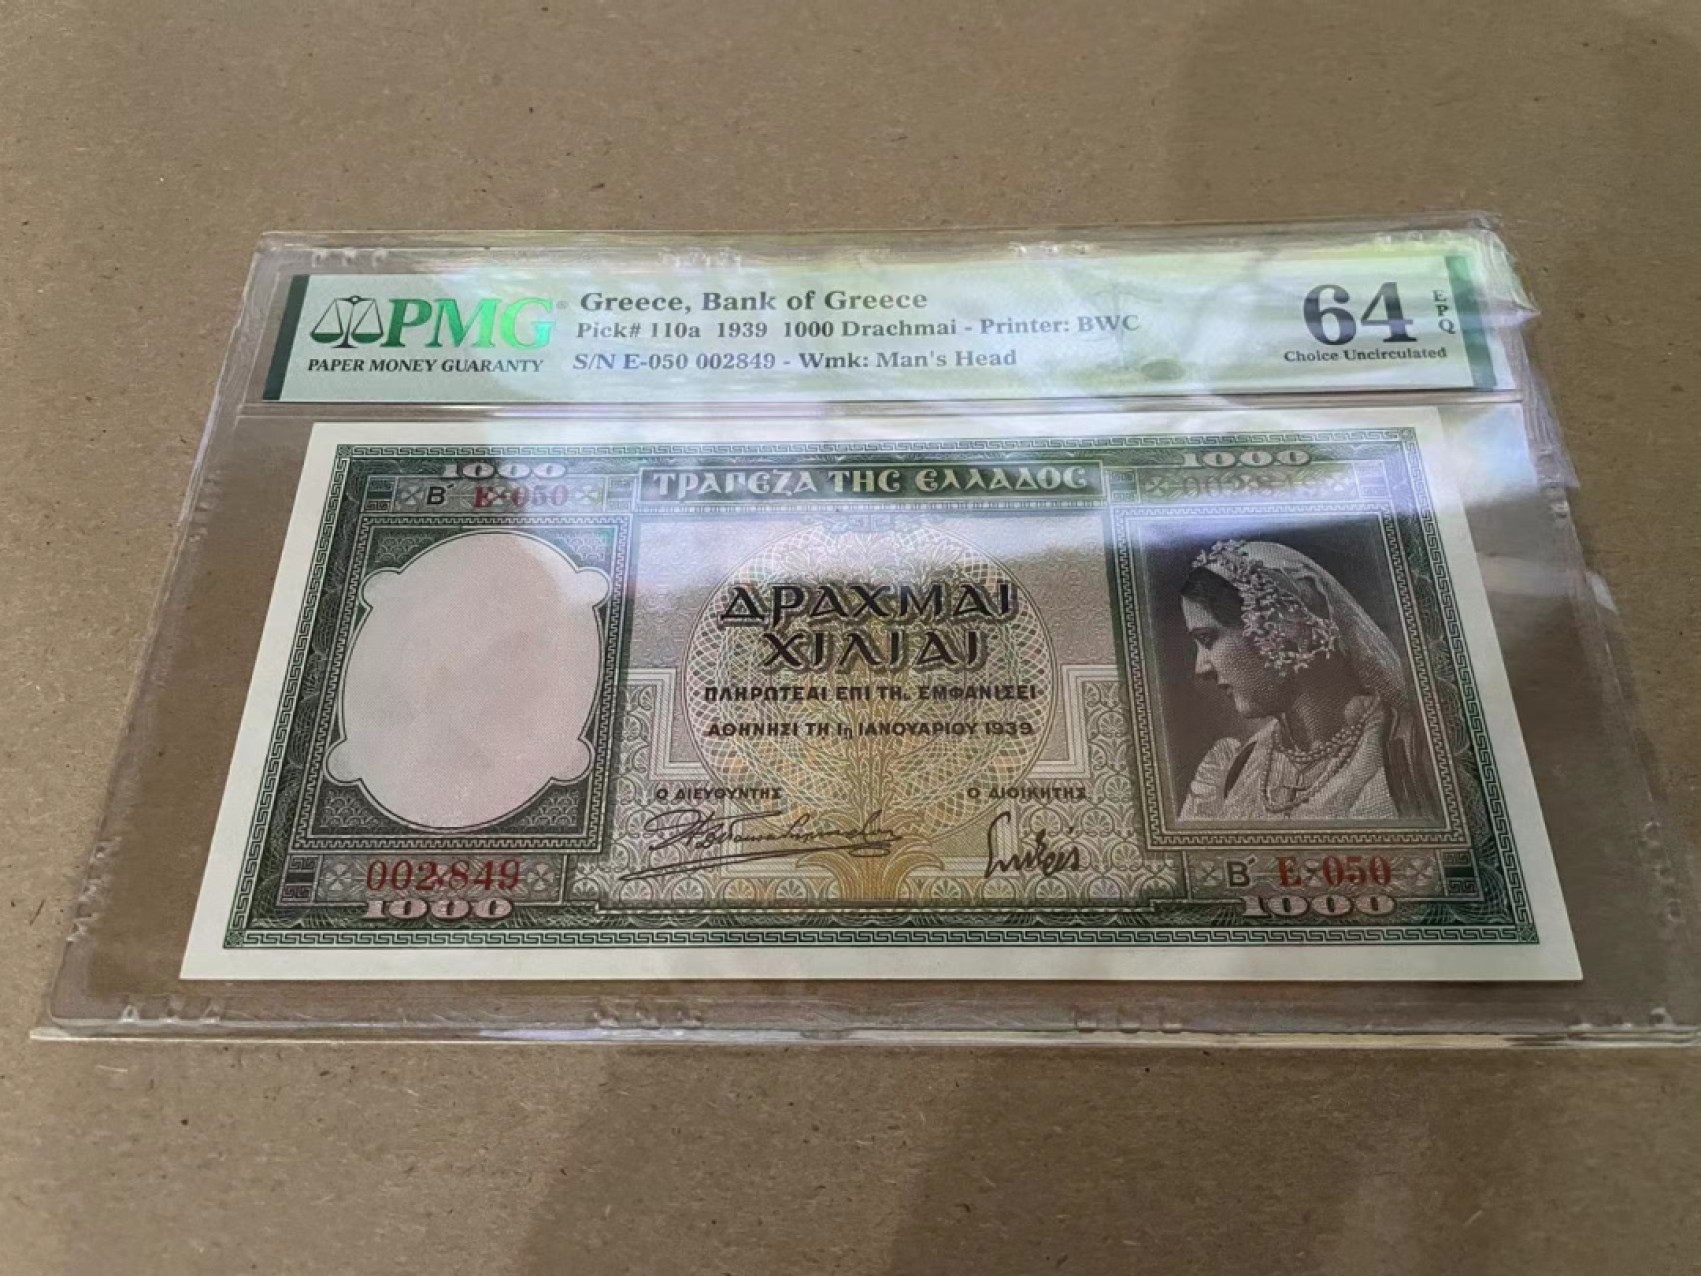 PMG®
PAPER MONEY GUARANTY
Greece, Bank of Greece
Pick# 110a 1939 1000 Drachmai - Printer: BWC
S/N E-050 002849 - Wmk: Man's Head
64 EPQ
Choice Uncirculated
1000 1000
Β΄ Ε-050 ΤΡΑΠΕΖΑ ΤΗΣ ΕΛΛΑΔΟΣ 002849
ΔΡΑΧΜΑΙ
ΧΙΛΙΑΙ
ΠΛΗΡΩΤΕΑΙ ΕΠΙ ΤΗι ΕΜΦΑΝΙΣΕΙ
ΑΘΗΝΗΣΙ ΤΗ 1η ΙΑΝΟΥΑΡΙΟΥ 1939
Ο ΔΙΕΥΘΥΝΤΗΣ Ο ΔΙΟΙΚΗΤΗΣ
002849 Β΄ Ε-050
1000 1000